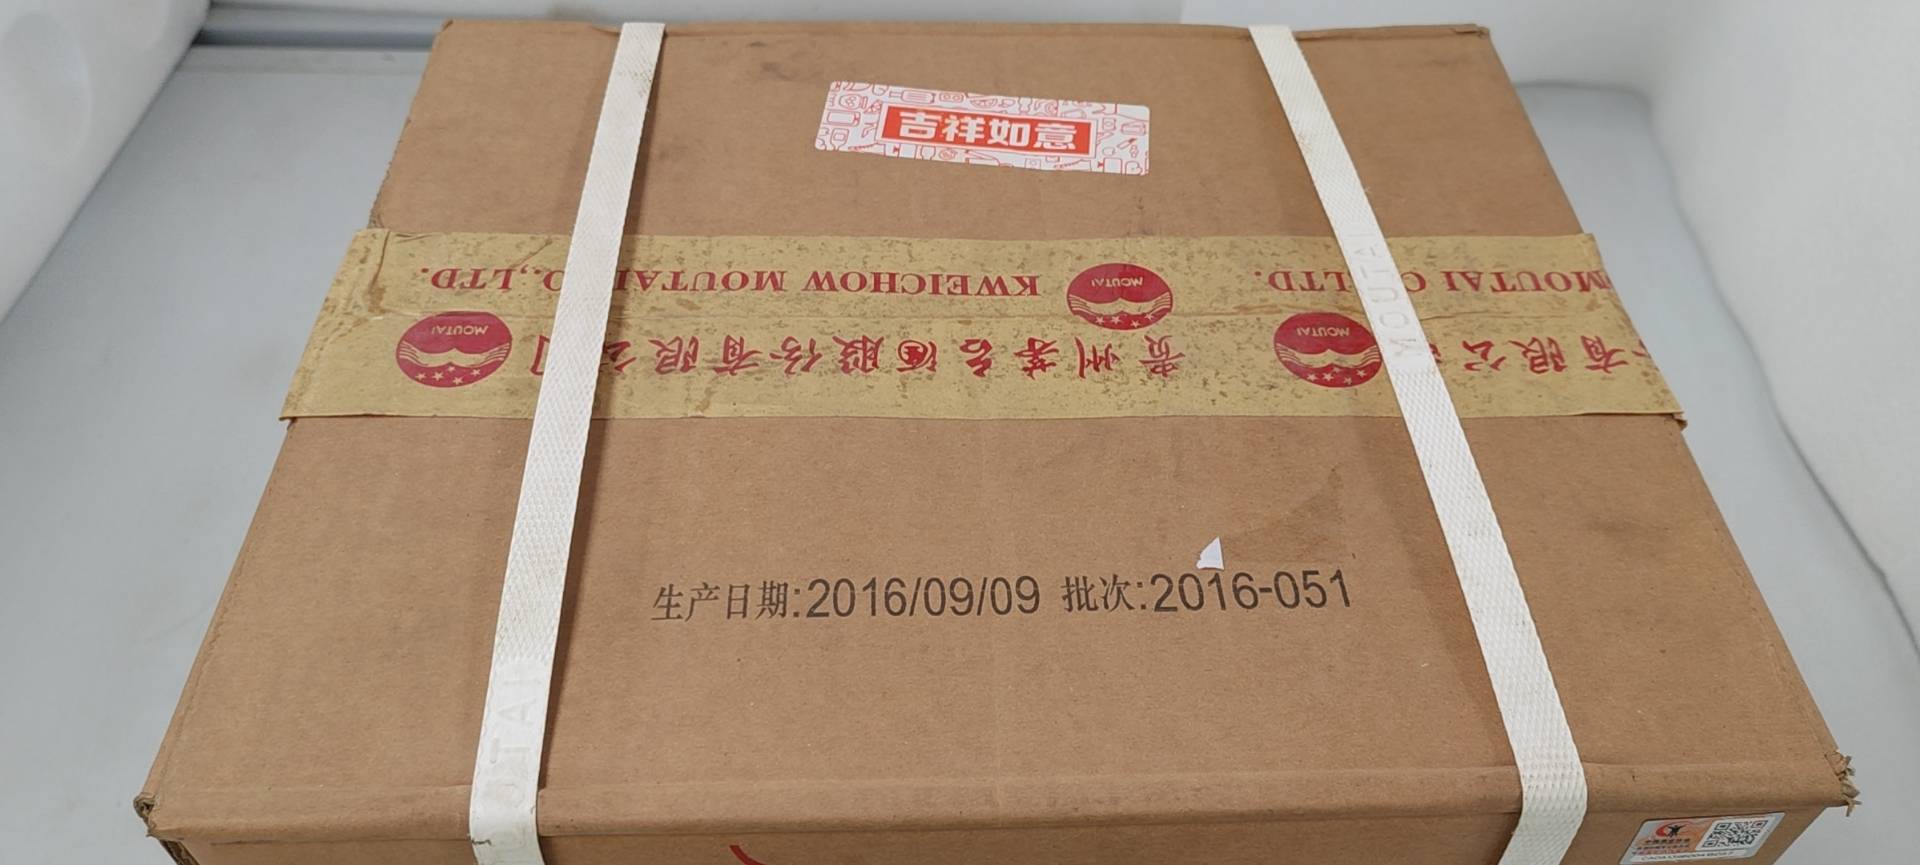 吉祥如意
KWEICHOW MOUTAI CO.,LTD.
MOUTAI
MOUTAI CO.,LTD.
MOUTAI
贵州茅台酒股份有限公司
MOUTAI
有限公
MOUTAI
生产日期:2016/09/09 批次:2016-051
OUTAI